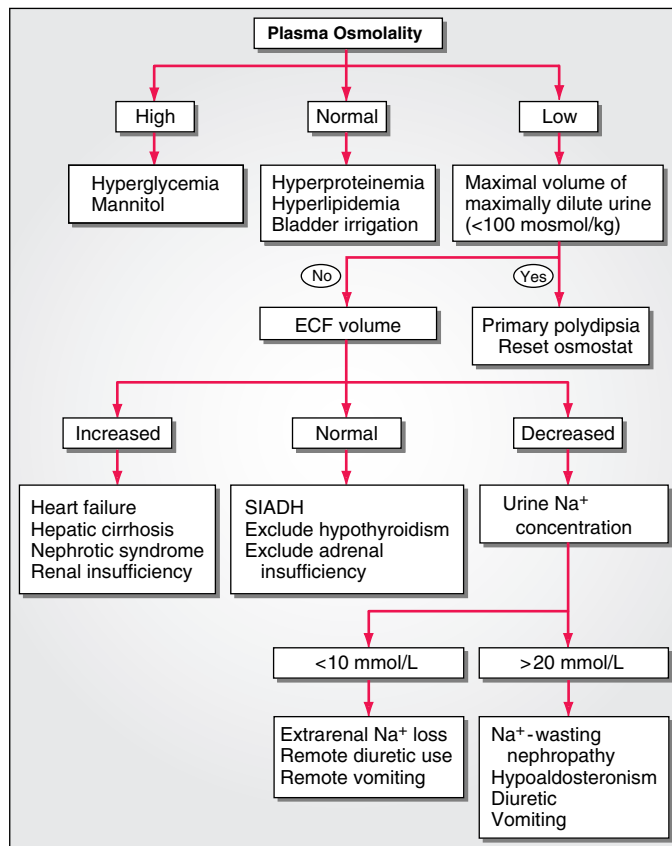 Plasma Osmolality
High
Normal
Low
Hyperglycemia
Mannitol
Hyperproteinemia
Hyperlipidemia
Bladder irrigation
Maximal volume of
maximally dilute urine
(<100 mosmol/kg)
No
Yes
ECF volume
Primary polydipsia
Reset osmostat
Increased
Normal
Decreased
Heart failure
Hepatic cirrhosis
Nephrotic syndrome
Renal insufficiency
SIADH
Exclude hypothyroidism
Exclude adrenal
insufficiency
Urine Na⁺
concentration
<10 mmol/L
>20 mmol/L
Extrarenal Na⁺ loss
Remote diuretic use
Remote vomiting
Na⁺-wasting
nephropathy
Hypoaldosteronism
Diuretic
Vomiting